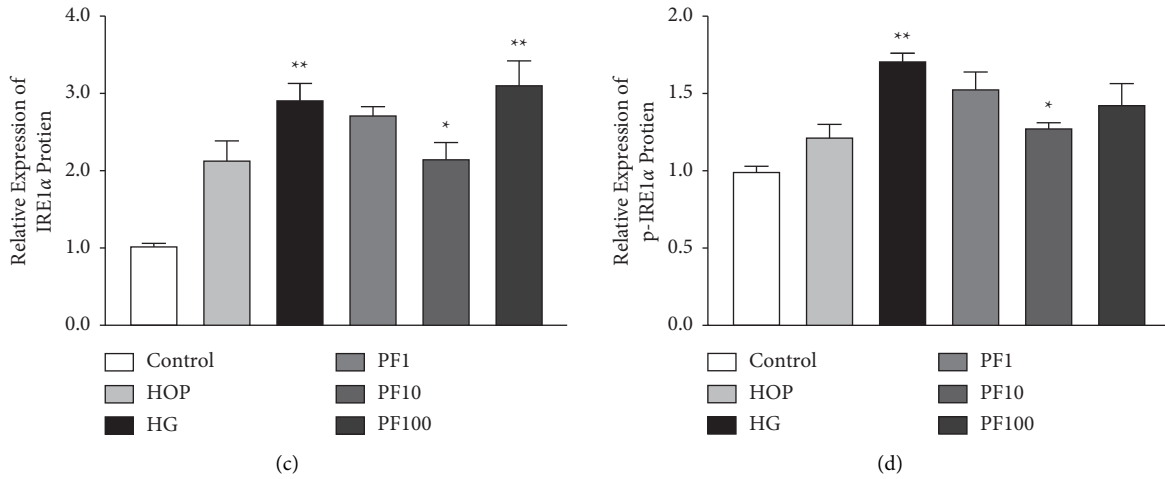 Relative Expression of
IRE1α Protien
4.0
3.0
2.0
1.0
0.0
**
*
**
Control
HOP
HG
PF1
PF10
PF100
(c)
Relative Expression of
p-IRE1α Protien
2.0
1.5
1.0
0.5
0.0
**
*
Control
HOP
HG
PF1
PF10
PF100
(d)